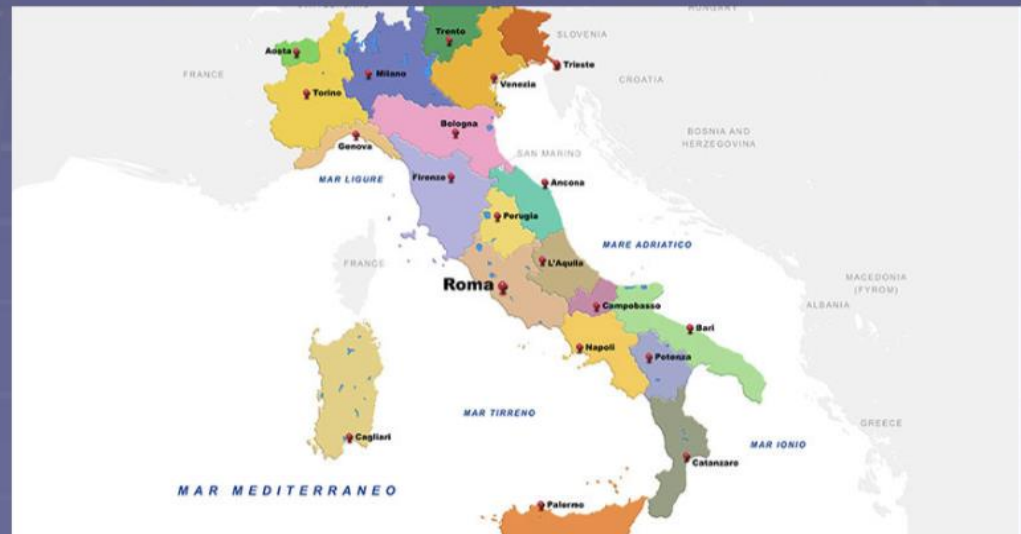 HUNGARY
Trento
SLOVENIA
Aosta
Trieste
FRANCE
Milano
Venezia
CROATIA
Torino
Bologna
BOSNIA AND
HERZEGOVINA
Genova
SAN MARINO
MAR LIGURE
Firenze
Ancona
Perugia
MARE ADRIATICO
FRANCE
L'Aquila
Roma
MACEDONIA
(FYROM)
Campobasso
ALBANIA
Bari
Napoli
Potenza
MAR TIRRENO
GREECE
Cagliari
MAR IONIO
Catanzaro
MAR MEDITERRANEO
Palermo